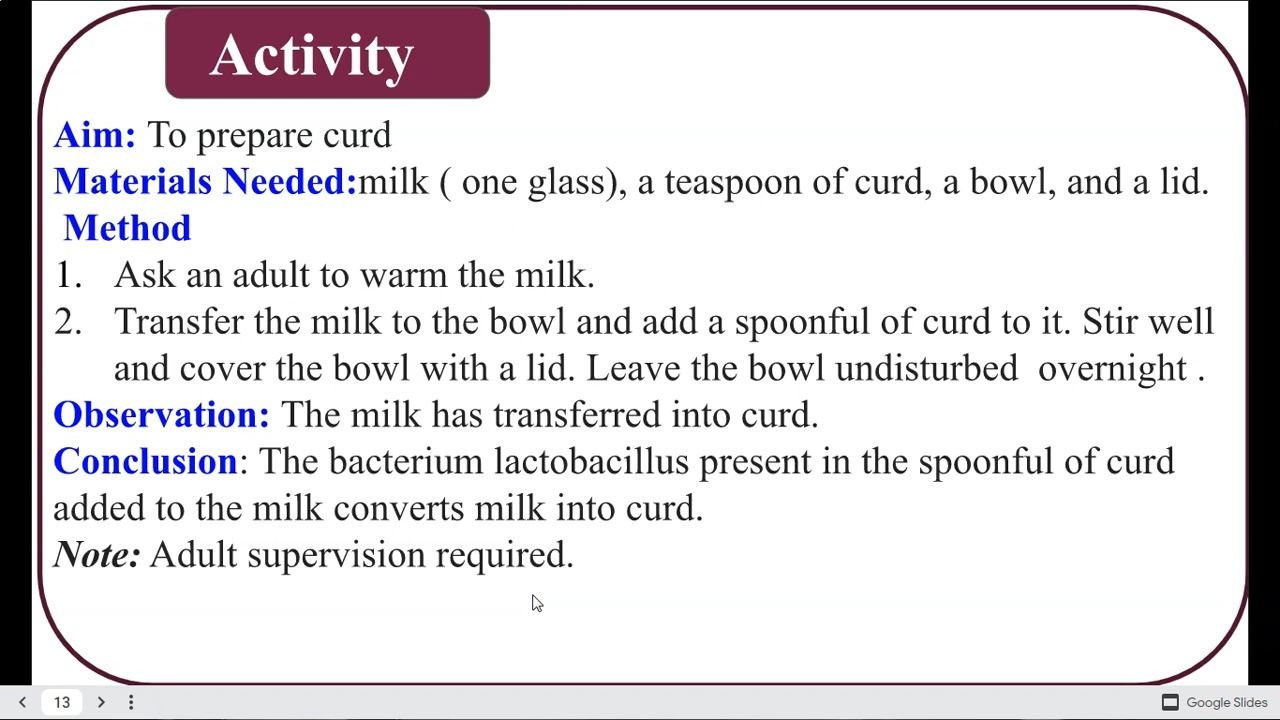 Activity
Aim: To prepare curd
Materials Needed:milk ( one glass), a teaspoon of curd, a bowl, and a lid.
Method
1. Ask an adult to warm the milk.
2. Transfer the milk to the bowl and add a spoonful of curd to it. Stir well
and cover the bowl with a lid. Leave the bowl undisturbed  overnight .
Observation: The milk has transferred into curd.
Conclusion: The bacterium lactobacillus present in the spoonful of curd
added to the milk converts milk into curd.
Note: Adult supervision required.
13
Google Slides